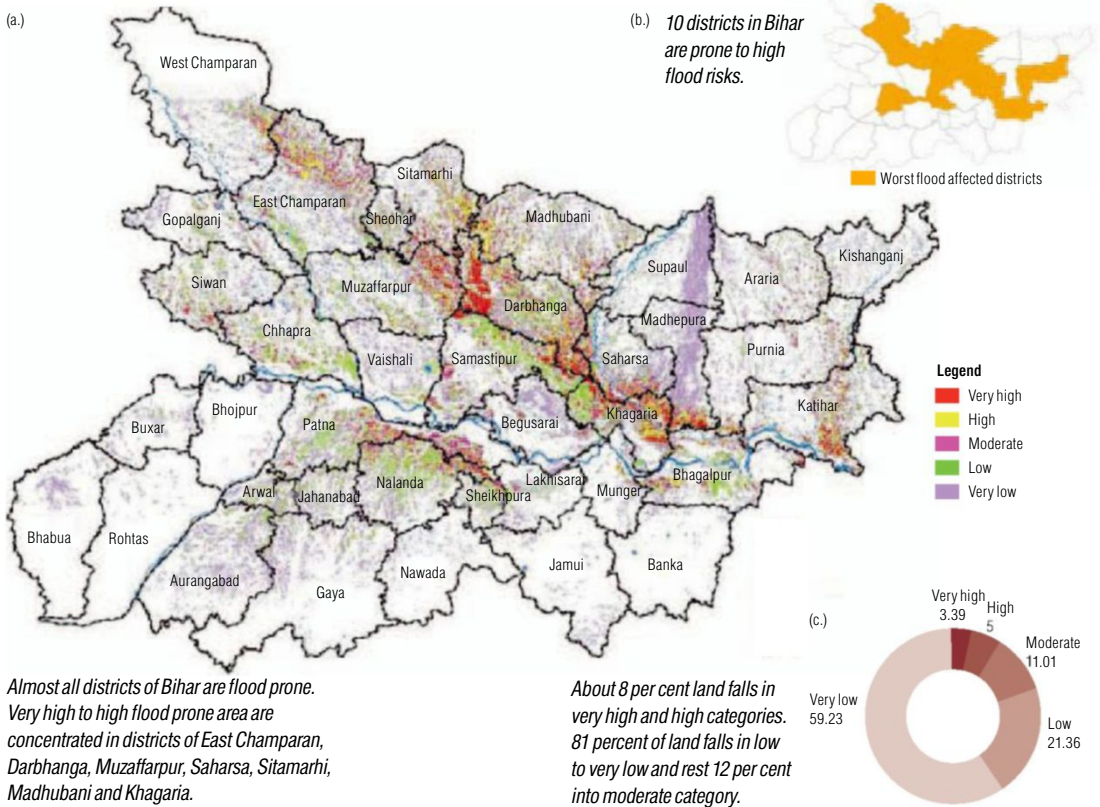 (a.)
West Champaran
Sitamarhi
East Champaran
Sheohar
Madhubani
Gopalganj
Kishanganj
Supaul
Araria
Siwan
Muzaffarpur
Darbhanga
Madhepura
Chhapra
Vaishali
Samastipur
Saharsa
Purnia
Katihar
Bhojpur
Khagaria
Patna
Begusarai
Buxar
Bhagalpur
Nalanda
Lakhisarai
Arwal
Jahanabad
Sheikhpura
Munger
Bhabua
Rohtas
Aurangabad
Gaya
Nawada
Jamui
Banka
(b.)
10 districts in Bihar
are prone to high
flood risks.
Worst flood affected districts
Legend
Very high
High
Moderate
Low
Very low
Almost all districts of Bihar are flood prone.
Very high to high flood prone area are
concentrated in districts of East Champaran,
Darbhanga, Muzaffarpur, Saharsa, Sitamarhi,
Madhubani and Khagaria.
About 8 per cent land falls in
very high and high categories.
81 percent of land falls in low
to very low and rest 12 per cent
into moderate category.
(c.)
Very high
3.39
High
5
Moderate
11.01
Low
21.36
Very low
59.23